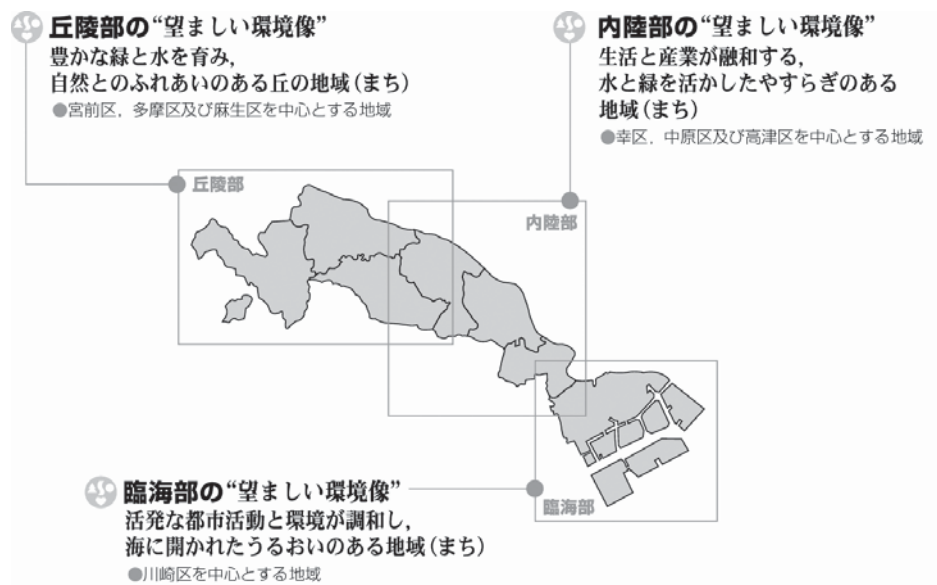 丘陵部の“望ましい環境像”
豊かな緑と水を育み，
自然とのふれあいのある丘の地域（まち）
●宮前区，多摩区及び麻生区を中心とする地域
内陸部の“望ましい環境像”
生活と産業が融和する，
水と緑を活かしたやすらぎのある
地域（まち）
●幸区，中原区及び高津区を中心とする地域
丘陵部
内陸部
臨海部の“望ましい環境像”
活発な都市活動と環境が調和し，
海に開かれたうるおいのある地域（まち）
●川崎区を中心とする地域
臨海部